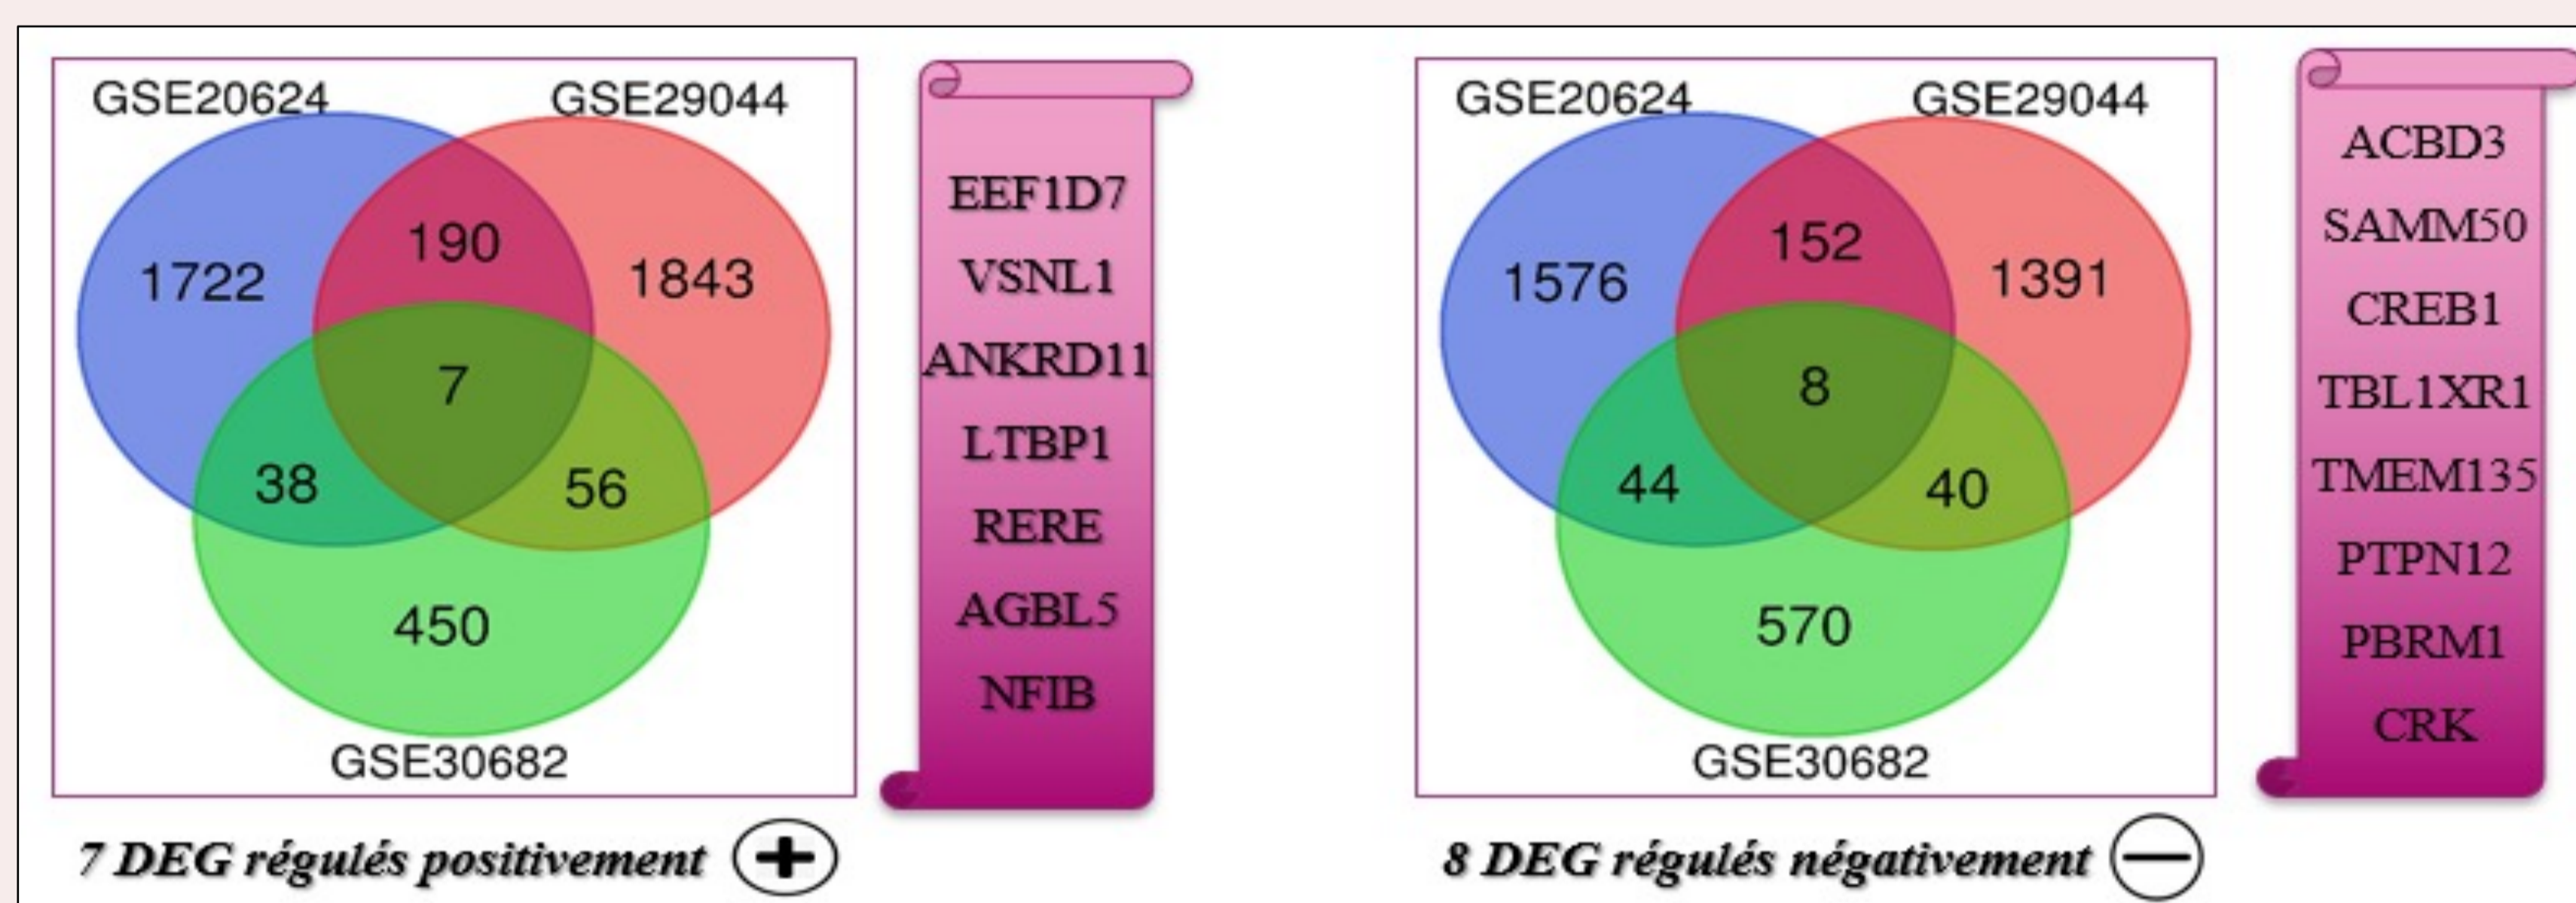 GSE20624 GSE29044
190
1722 1843
7
38 56
450
GSE30682
7 DEG régulés positivement
EEF1D7
VSNL1
ANKRD11
LTBP1
RERE
AGBL5
NFIB
GSE20624 GSE29044
152
1576 1391
8
44 40
570
GSE30682
8 DEG régulés négativement
ACBD3
SAMM50
CREB1
TBL1XR1
TMEM135
PTPN12
PBRM1
CRK